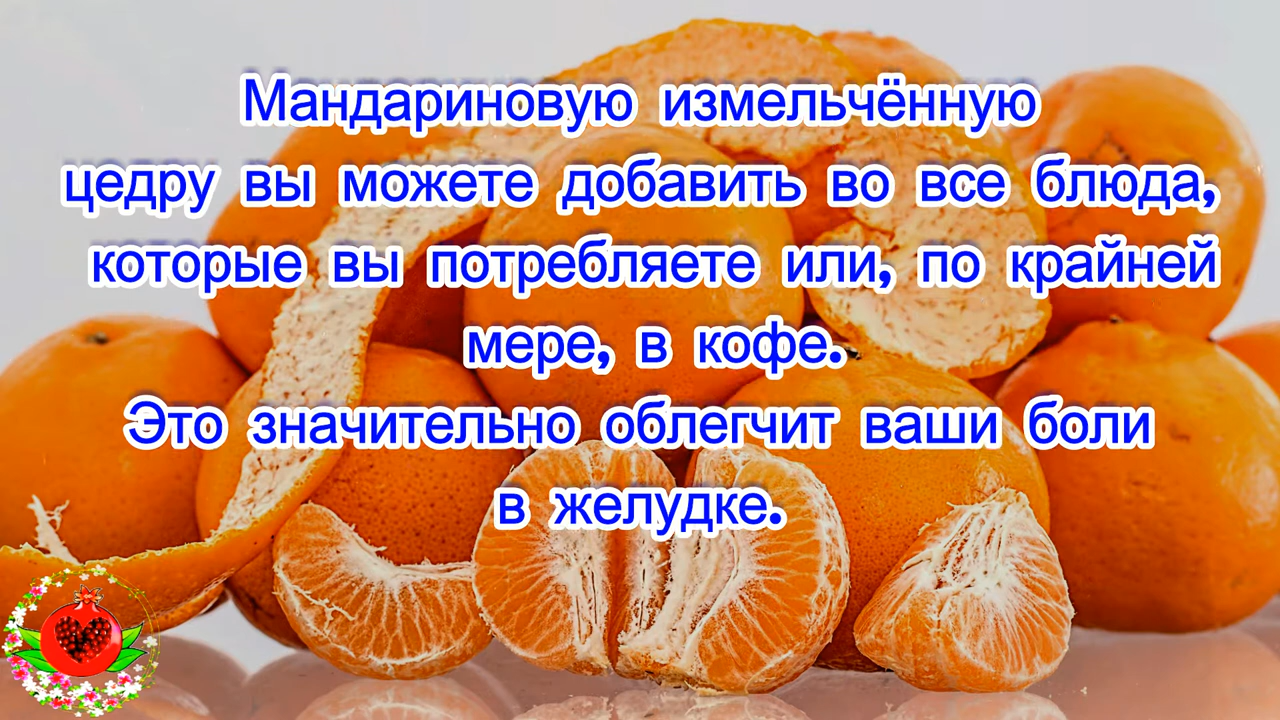 Мандариновую измельчённую
цедру вы можете добавить во все блюда,
которые вы потребляете или, по крайней
мере, в кофе.
Это значительно облегчит ваши боли
в желудке.